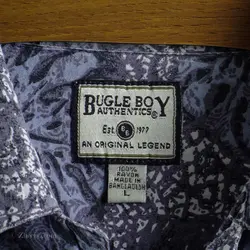 BUGLE BOY
AUTHENTICS®
Est. BB 1977
AN ORIGINAL LEGEND
100%
RAYON
MADE IN
BANGLADESH
L